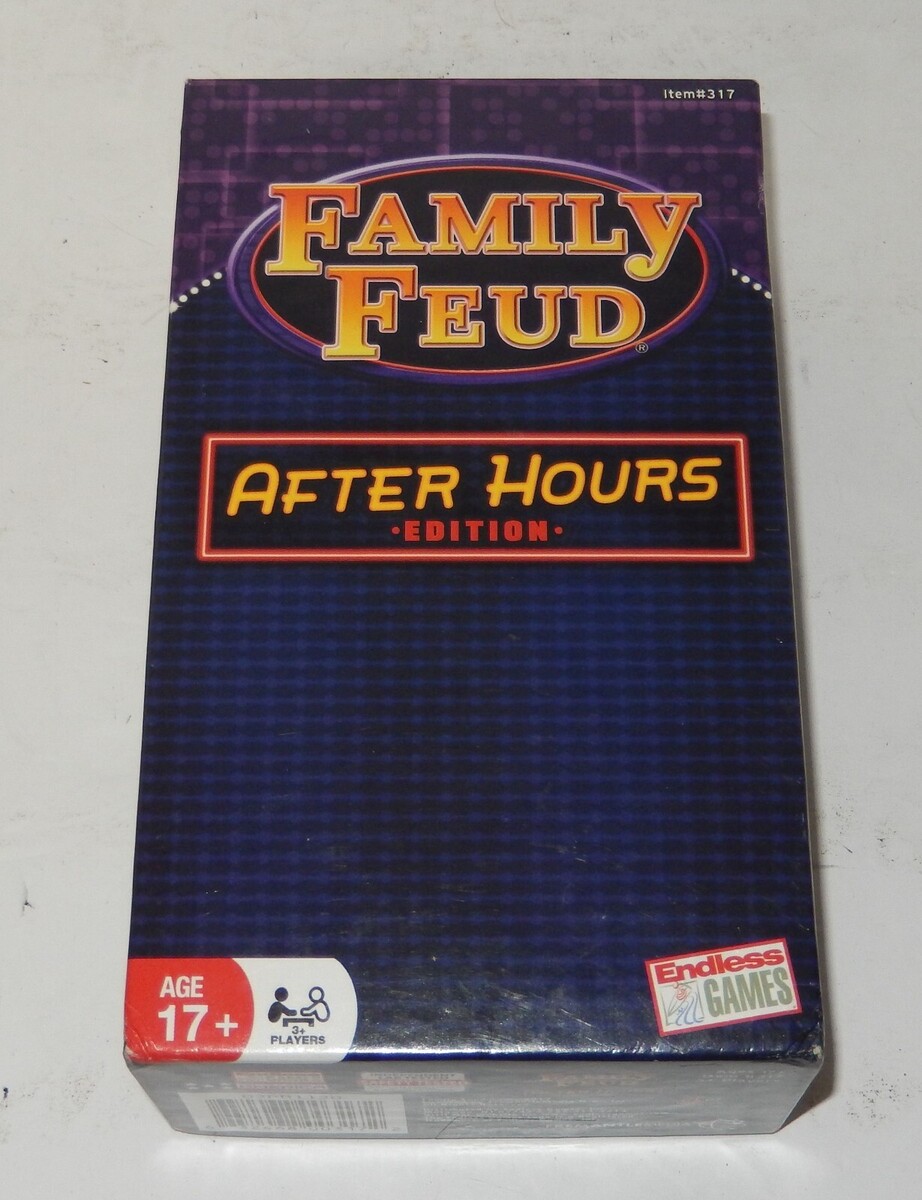 Item#317
FAMILY
FEUD
®
AFTER HOURS
•EDITION•
Endless
GAMES
AGE
17+
3+
PLAYERS